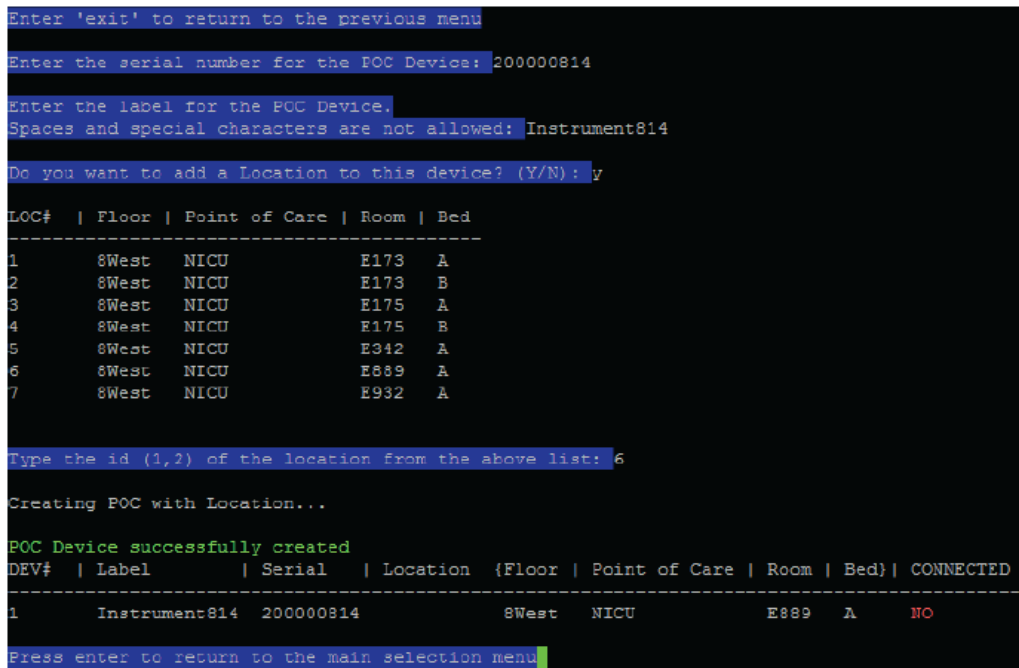 Enter 'exit' to return to the previous menu
Enter the serial number for the POC Device: 200000814
Enter the label for the POC Device.
Spaces and special characters are not allowed: Instrument814
Do you want to add a Location to this device? (Y/N): y
LOC# | Floor | Point of Care | Room | Bed
1 8West NICU E173 A
2 8West NICU E173 B
3 8West NICU E175 A
4 8West NICU E175 B
5 8West NICU E342 A
6 8West NICU E889 A
7 8West NICU E932 A
Type the id (1,2) of the location from the above list: 6
Creating POC with Location...
POC Device successfully created
DEV# | Label | Serial | Location {Floor | Point of Care | Room | Bed}| CONNECTED
1 Instrument814 200000814 8West NICU E889 A NO
Press enter to return to the main selection menu